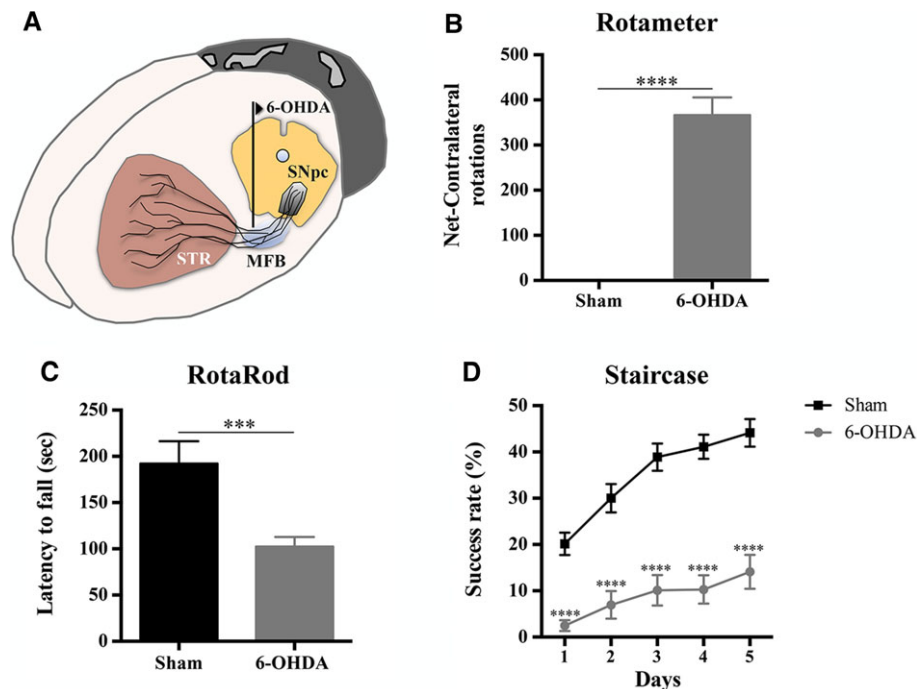 A
6-OHDA
SNpc
STR
MFB
B
Rotameter
Net-Contralateral
rotations
500
400
300
200
100
0
****
Sham
6-OHDA
C
RotaRod
Latency to fall (sec)
250
200
150
100
50
0
***
Sham
6-OHDA
D
Staircase
Success rate (%)
50
40
30
20
10
0
****
****
****
****
****
1 2 3 4 5
Days
Sham
6-OHDA